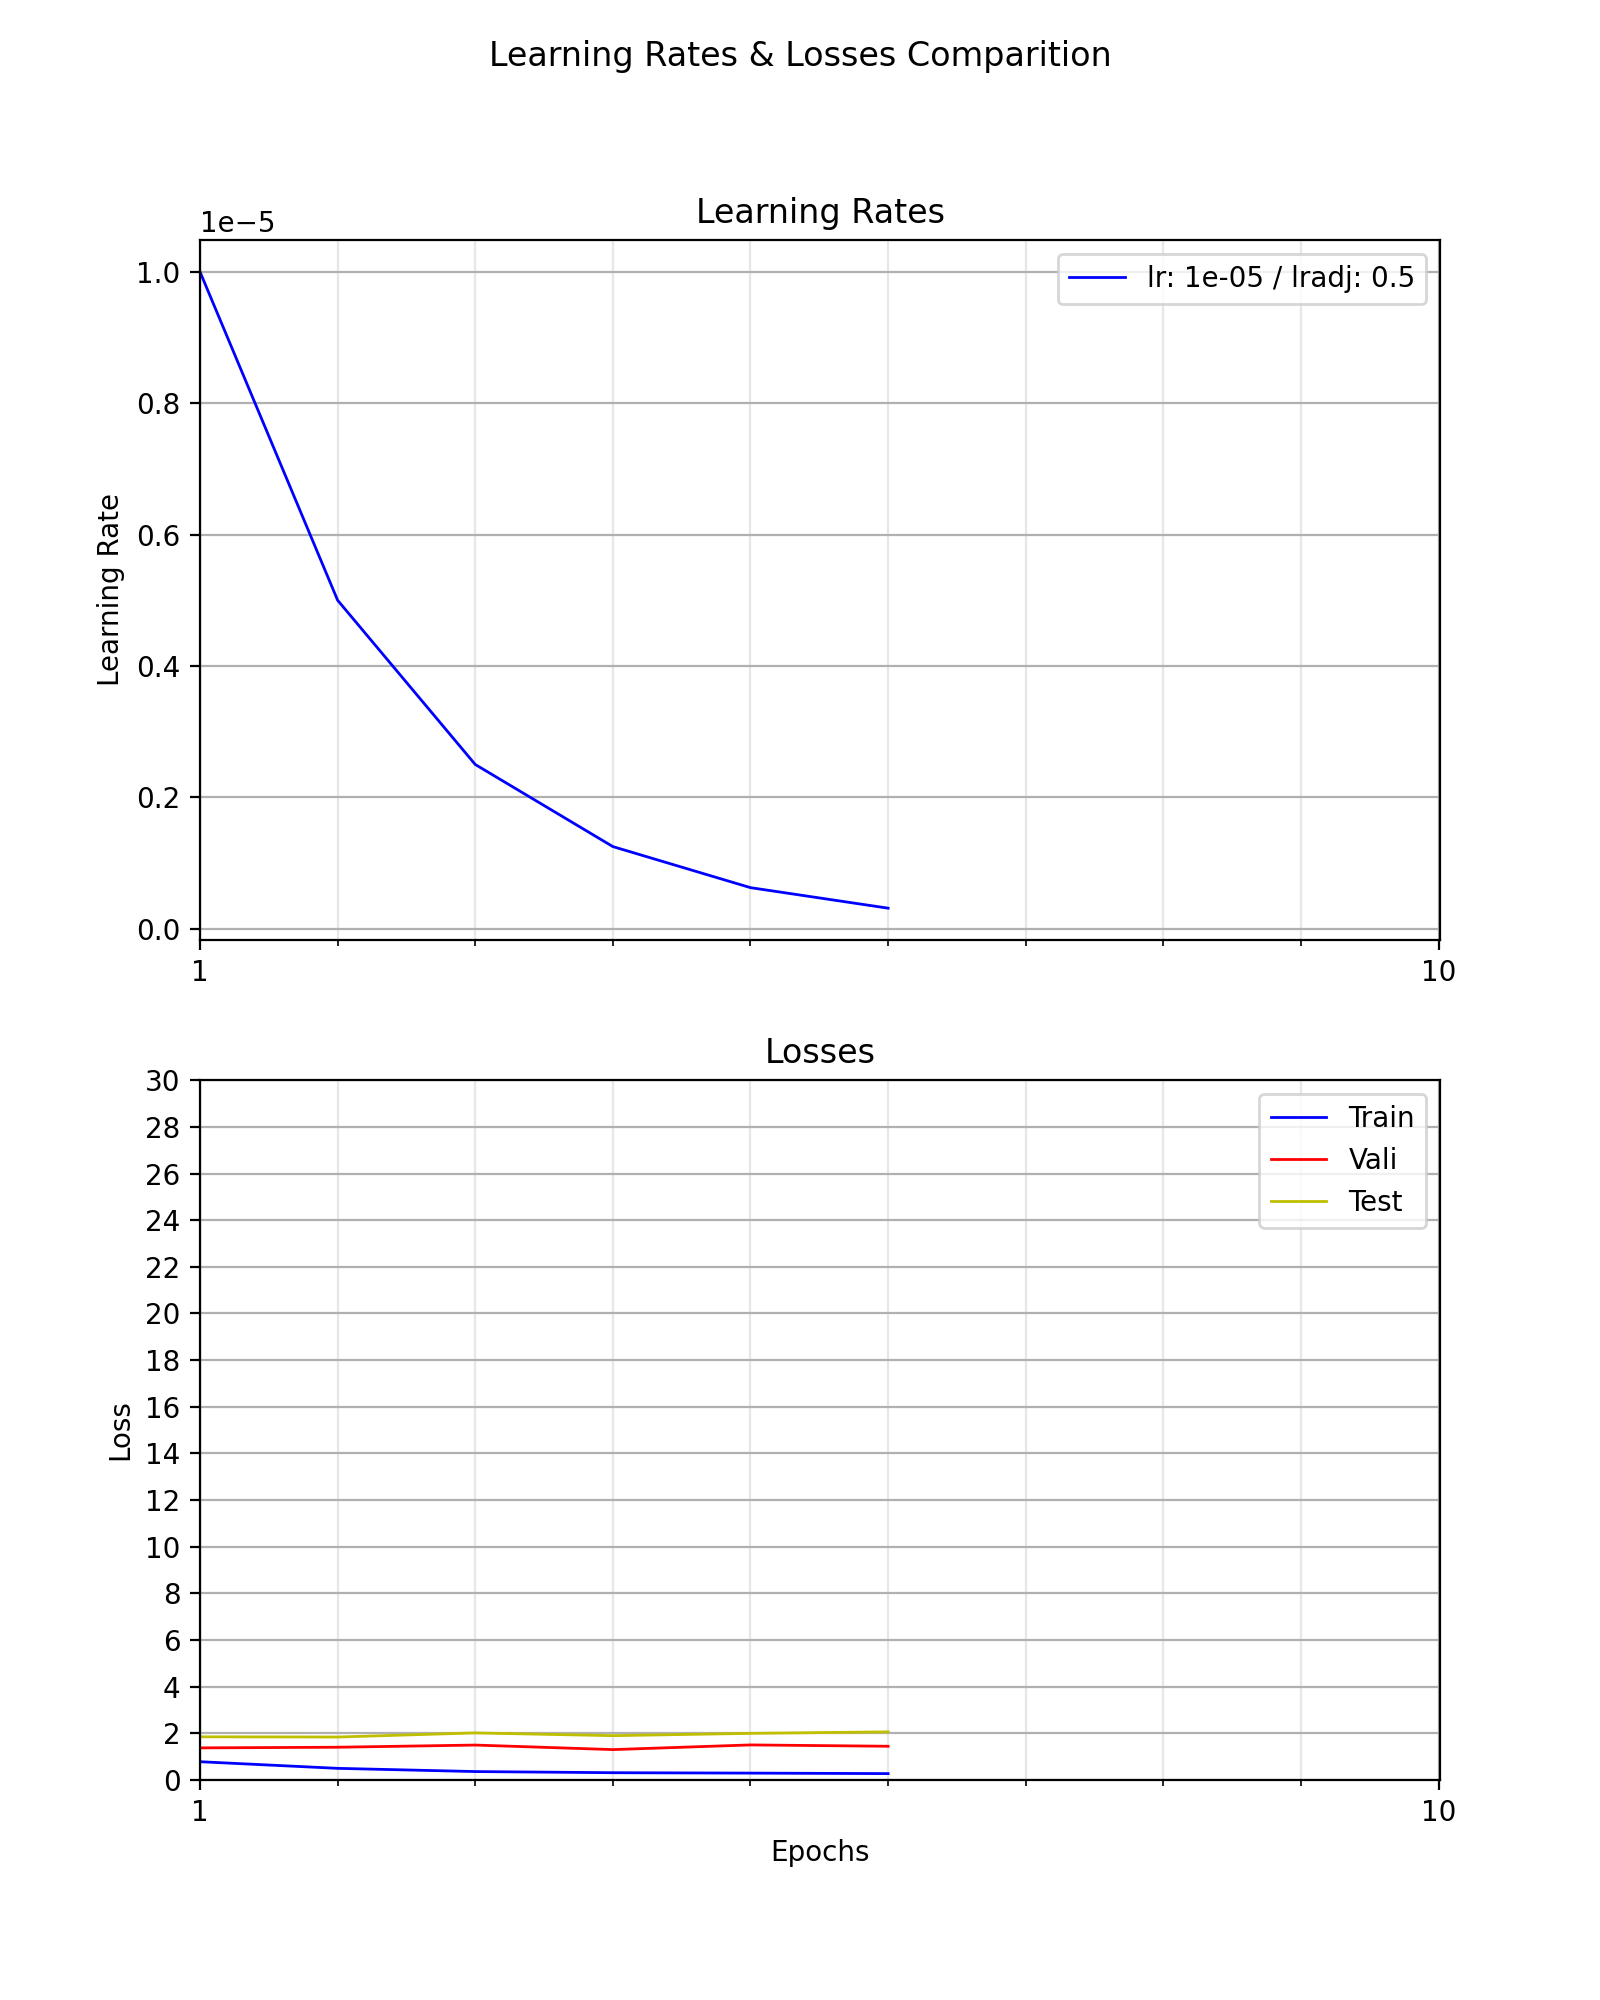 Learning Rates & Losses Comparition
Learning Rates
1e−5
1.0
0.8
0.6
0.4
0.2
0.0
Learning Rate
lr: 1e-05 / lradj: 0.5
1
10
Losses
30
28
26
24
22
20
18
16
14
12
10
8
6
4
2
0
Loss
Train
Vali
Test
1
10
Epochs